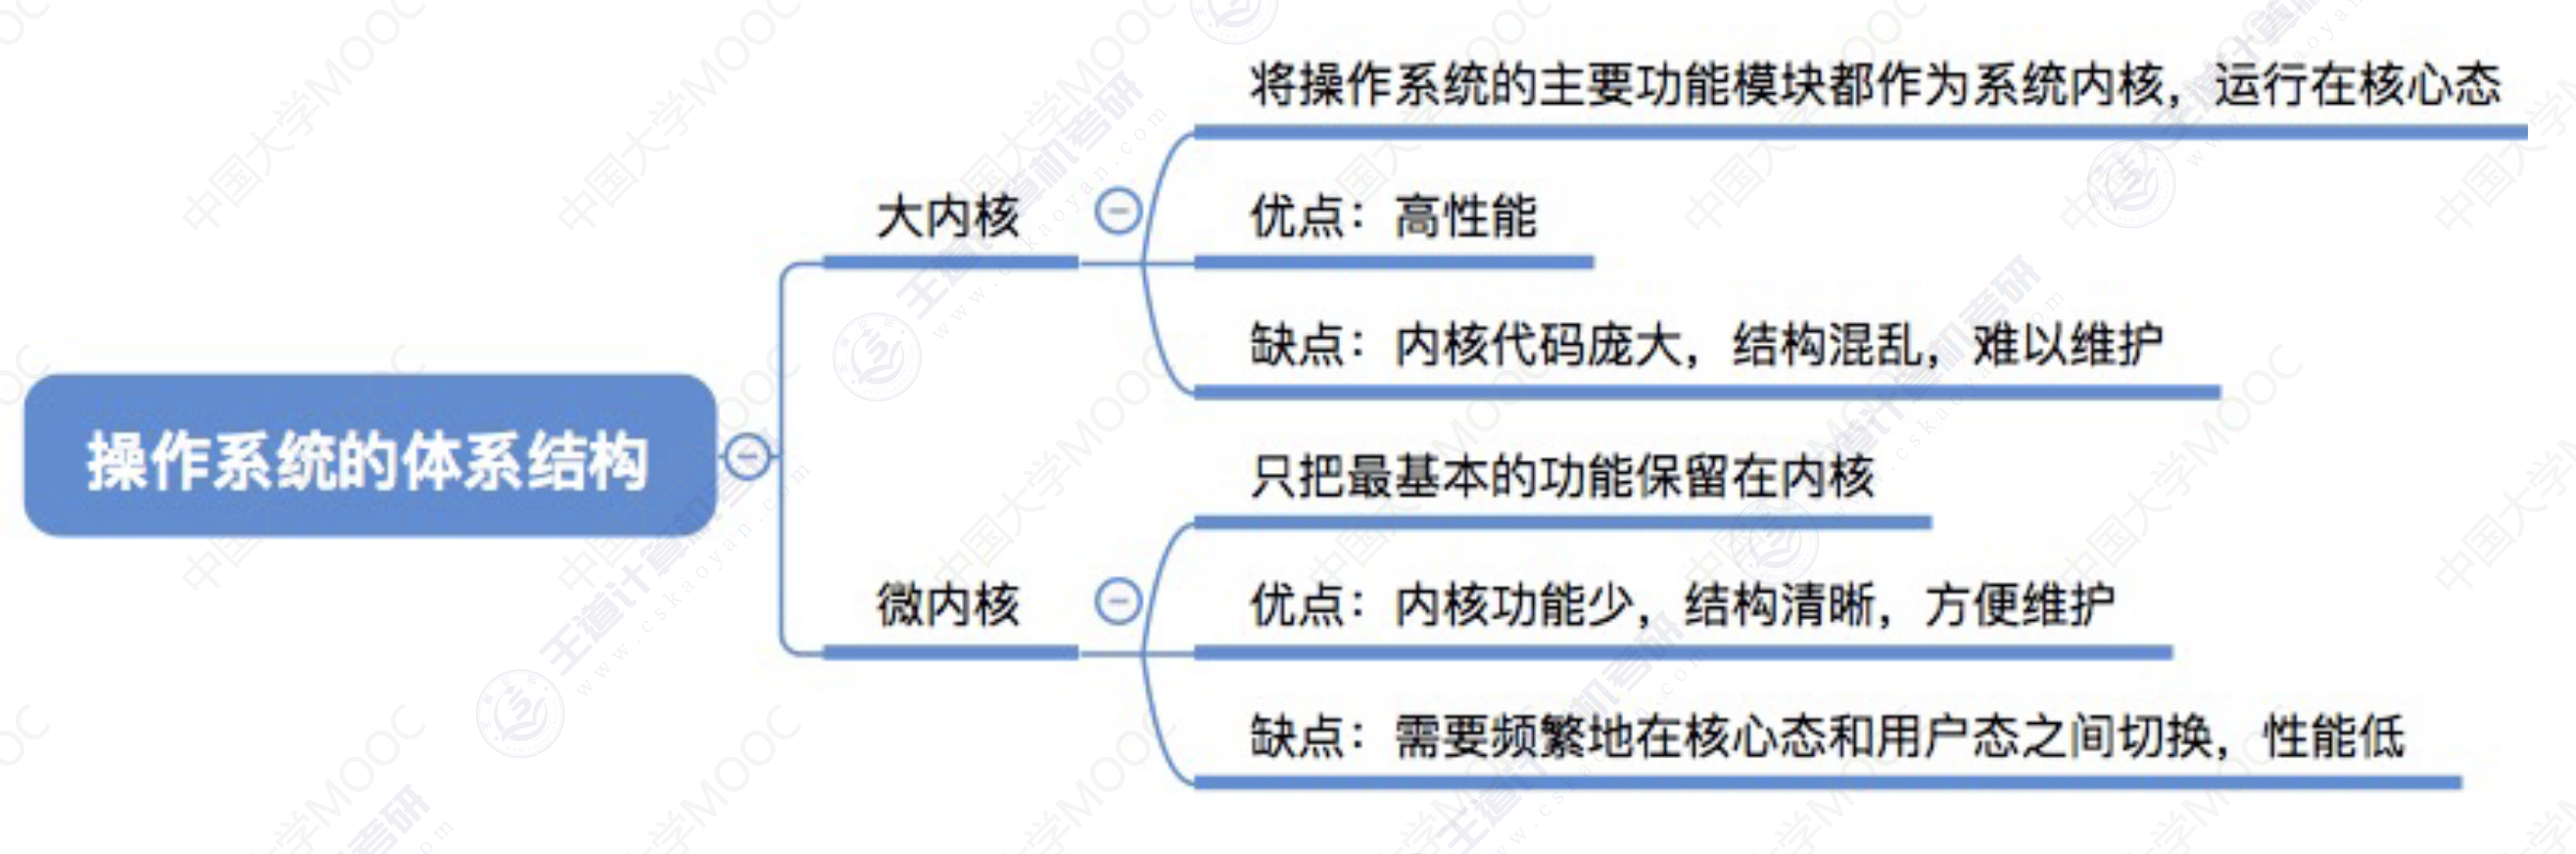 将操作系统的主要功能模块都作为系统内核，运行在核心态
大内核
优点：高性能
缺点：内核代码庞大，结构混乱，难以维护
操作系统的体系结构
只把最基本的功能保留在内核
微内核
优点：内核功能少，结构清晰，方便维护
缺点：需要频繁地在核心态和用户态之间切换，性能低
中国大学MOOC
王道计算机考研
www.cskaoyan.com